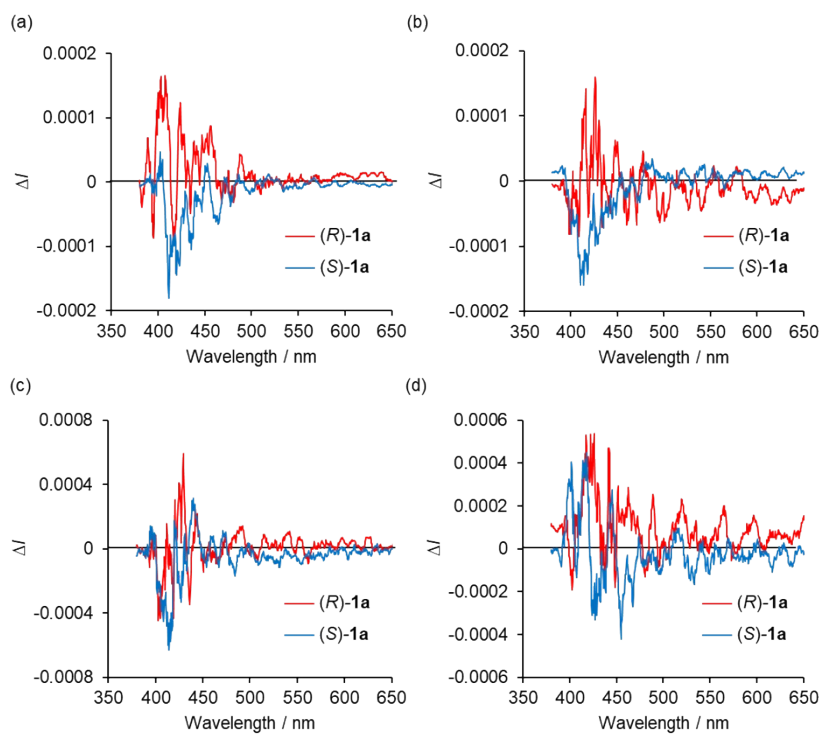 (a)
0.0002
0.0001
0
-0.0001
-0.0002
ΔI
350 400 450 500 550 600 650
Wavelength / nm
(R)-1a
(S)-1a
(b)
0.0002
0.0001
0
-0.0001
-0.0002
ΔI
350 400 450 500 550 600 650
Wavelength / nm
(R)-1a
(S)-1a
(c)
0.0008
0.0004
0
-0.0004
-0.0008
ΔI
350 400 450 500 550 600 650
Wavelength / nm
(R)-1a
(S)-1a
(d)
0.0006
0.0004
0.0002
0
-0.0002
-0.0004
-0.0006
ΔI
350 400 450 500 550 600 650
Wavelength / nm
(R)-1a
(S)-1a